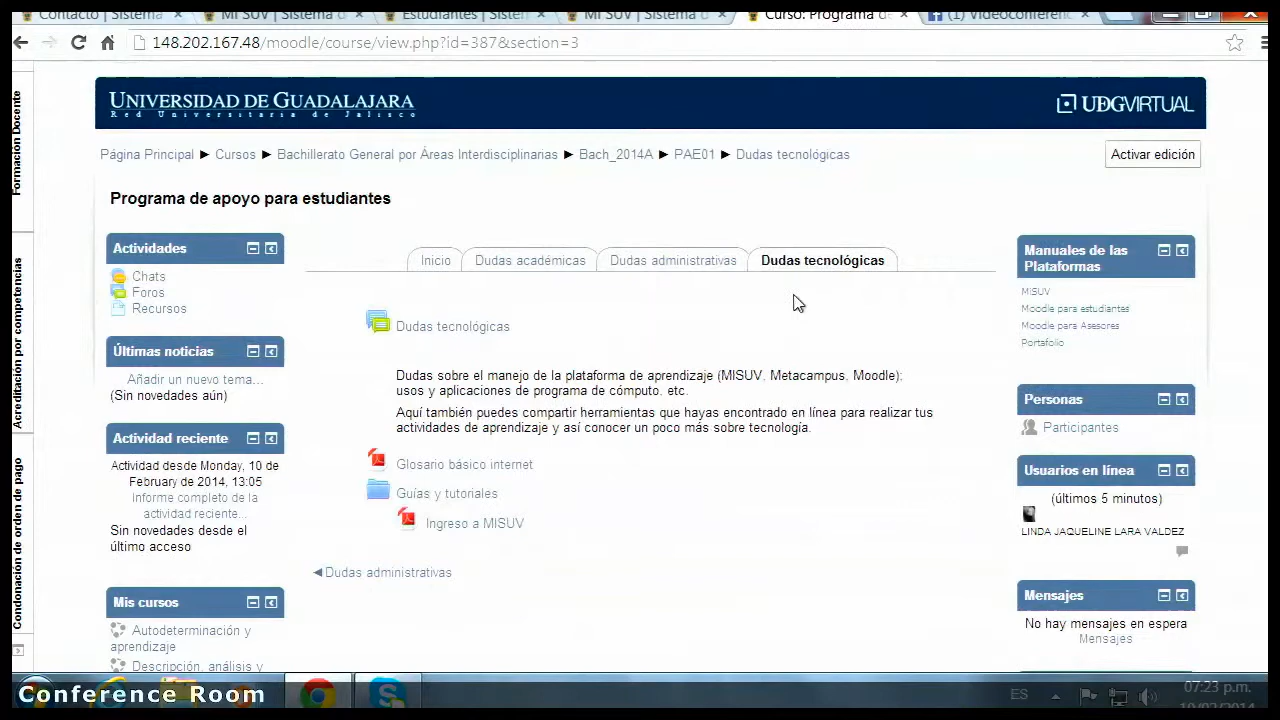 Contacto | Sistema
MI SUV | Sistema d
Estudiantes | Sistem
MI SUV | Sistema d
Curso: Programa de
(1) Videoconferenc
148.202.167.48/moodle/course/view.php?id=387&section=3
Formación Docente
Acreditación por competencias
Condonación de orden de pago
UNIVERSIDAD DE GUADALAJARA
Red Universitaria de Jalisco
UDGVIRTUAL
Página Principal ► Cursos ► Bachillerato General por Áreas Interdisciplinarias ► Bach_2014A ► PAE01 ► Dudas tecnológicas
Activar edición
Programa de apoyo para estudiantes
Actividades
Chats
Foros
Recursos
Últimas noticias
Añadir un nuevo tema...
(Sin novedades aún)
Actividad reciente
Actividad desde Monday, 10 de
February de 2014, 13:05
Informe completo de la
actividad reciente...
Sin novedades desde el
último acceso
Mis cursos
Autodeterminación y
aprendizaje
Descripción, análisis y
Inicio
Dudas académicas
Dudas administrativas
Dudas tecnológicas
Dudas tecnológicas
Dudas sobre el manejo de la plataforma de aprendizaje (MISUV, Metacampus, Moodle);
usos y aplicaciones de programa de cómputo, etc.
Aquí también puedes compartir herramientas que hayas encontrado en línea para realizar tus
actividades de aprendizaje y así conocer un poco más sobre tecnología.
Glosario básico internet
Guías y tutoriales
Ingreso a MISUV
◄ Dudas administrativas
Manuales de las
Plataformas
MISUV
Moodle para estudiantes
Moodle para Asesores
Portafolio
Personas
Participantes
Usuarios en línea
(últimos 5 minutos)
LINDA JAQUELINE LARA VALDEZ
Mensajes
No hay mensajes en espera
Mensajes
Conference Room
ES
07:23 p.m.
10/02/2014